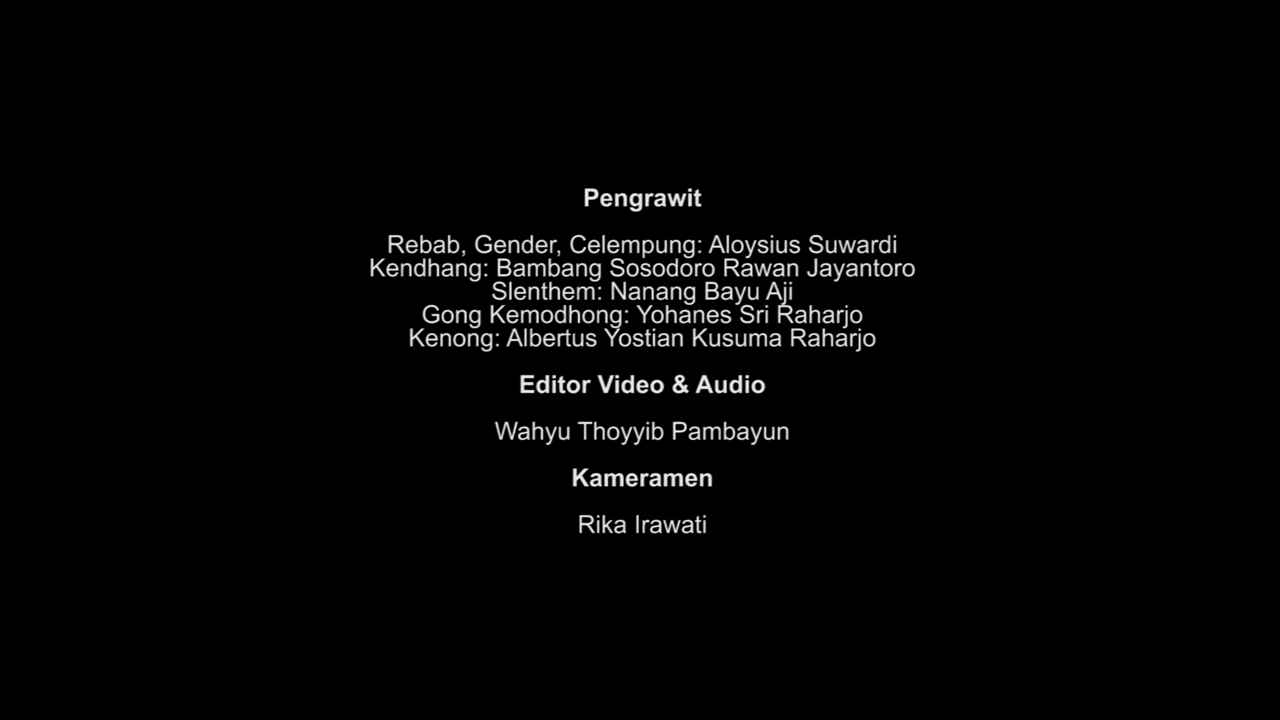 Pengrawit
Rebab, Gender, Celempung: Aloysius Suwardi
Kendhang: Bambang Sosodoro Rawan Jayantoro
Slenthem: Nanang Bayu Aji
Gong Kemodhong: Yohanes Sri Raharjo
Kenong: Albertus Yostian Kusuma Raharjo
Editor Video & Audio
Wahyu Thoyyib Pambayun
Kameramen
Rika Irawati